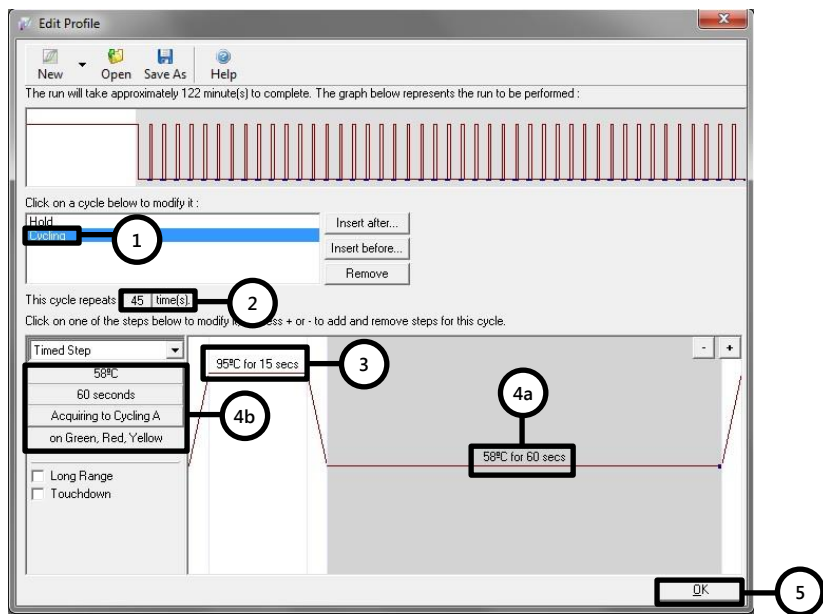 Edit Profile
New Open Save As Help
The run will take approximately 122 minute(s) to complete. The graph below represents the run to be performed :
Click on a cycle below to modify it :
Hold
Cycling
1
Insert after...
Insert before...
Remove
This cycle repeats 45 time(s).
2
Click on one of the steps below to modify press + or - to add and remove steps for this cycle.
Timed Step
- +
95ºC for 15 secs
3
58ºC
60 seconds
Acquiring to Cycling A
on Green, Red, Yellow
4b
4a
58ºC for 60 secs
Long Range
Touchdown
OK
5